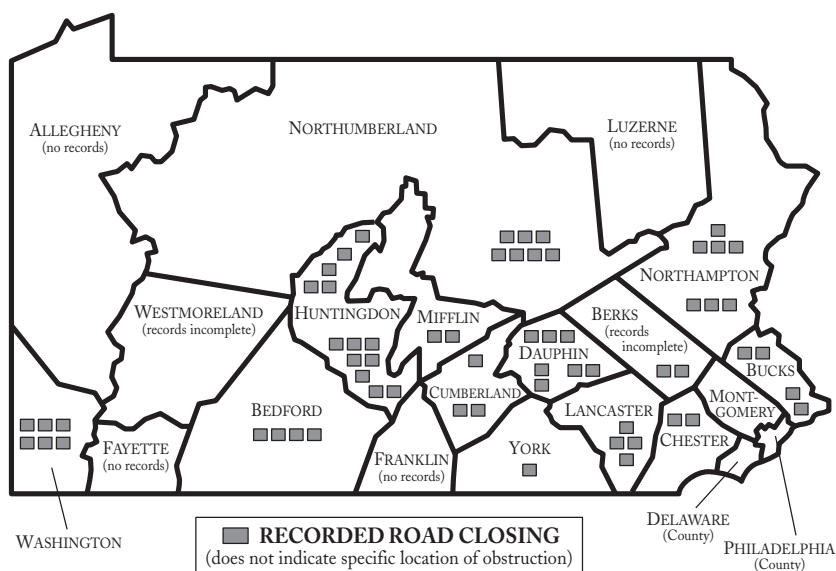 ALLEGHENY
(no records)
NORTHUMBERLAND
LUZERNE
(no records)
NORTHAMPTON
WESTMORELAND
(records incomplete)
HUNTINGDON
MIFFLIN
BERKS
(records
incomplete)
DAUPHIN
BUCKS
BEDFORD
CUMBERLAND
LANCASTER
MONT-
GOMERY
FAYETTE
(no records)
FRANKLIN
(no records)
YORK
CHESTER
WASHINGTON
DELAWARE
(County)
PHILADELPHIA
(County)
RECORDED ROAD CLOSING
(does not indicate specific location of obstruction)